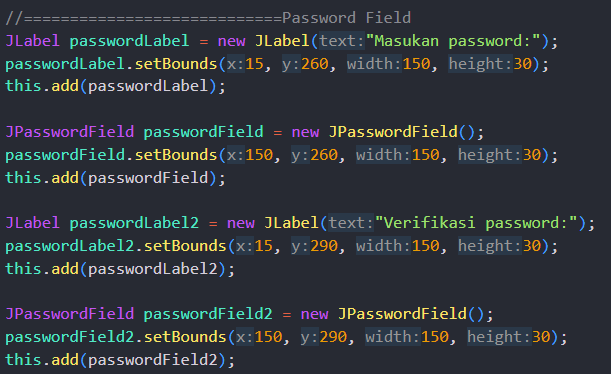 //============================Password Field
JLabel passwordLabel = new JLabel(text:"Masukan password:");
passwordLabel.setBounds(x:15, y:260, width:150, height:30);
this.add(passwordLabel);
JPasswordField passwordField = new JPasswordField();
passwordField.setBounds(x:150, y:260, width:150, height:30);
this.add(passwordField);
JLabel passwordLabel2 = new JLabel(text:"Verifikasi password:");
passwordLabel2.setBounds(x:15, y:290, width:150, height:30);
this.add(passwordLabel2);
JPasswordField passwordField2 = new JPasswordField();
passwordField2.setBounds(x:150, y:290, width:150, height:30);
this.add(passwordField2);